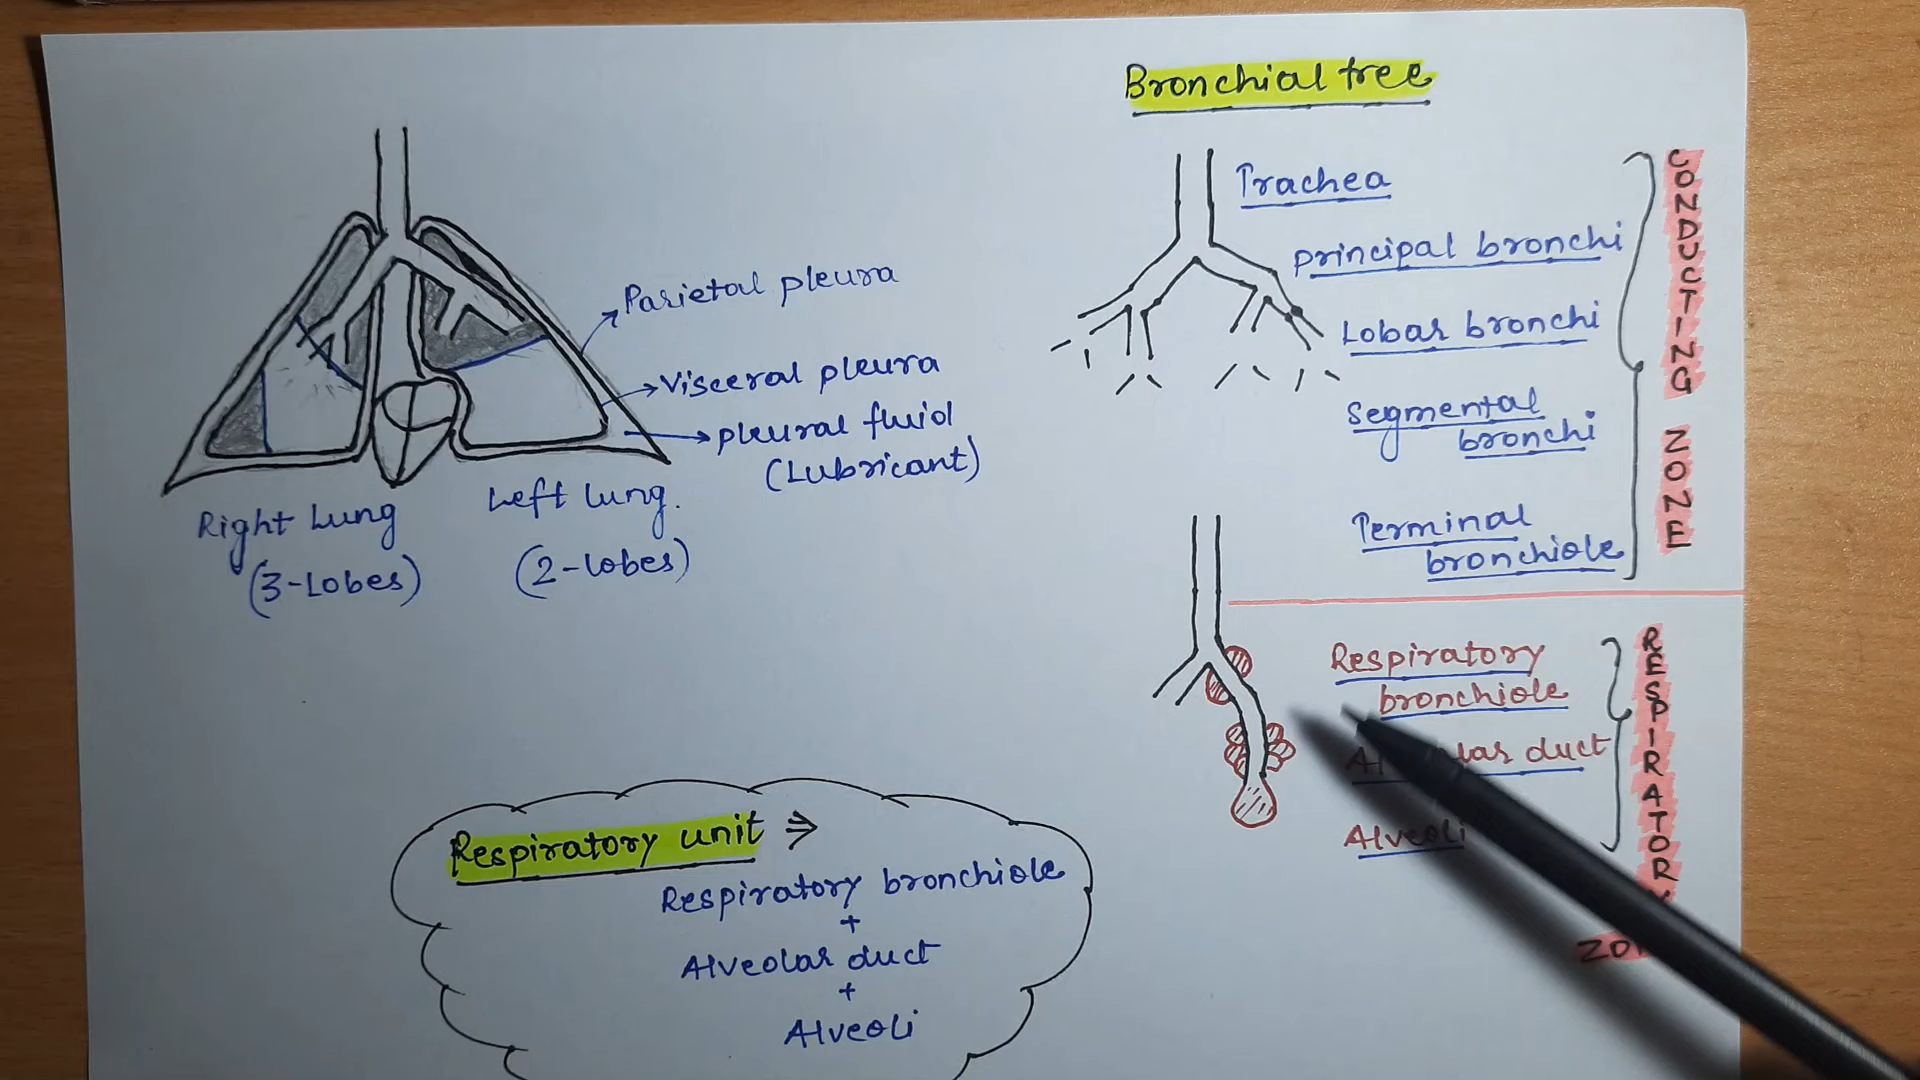 Bronchial tree
Trachea
Principal bronchi
Lobar bronchi
Segmental
bronchi
Terminal
bronchiole
CONDUCTING ZONE
Parietal pleura
Visceral pleura
pleural fluid
(Lubricant)
Right Lung
(3-Lobes)
Left lung.
(2-lobes)
Respiratory
bronchiole
duct
Alveoli
RESPIRATORY
Respiratory unit ⇒
Respiratory bronchiole
+
Alveolar duct
+
Alveoli